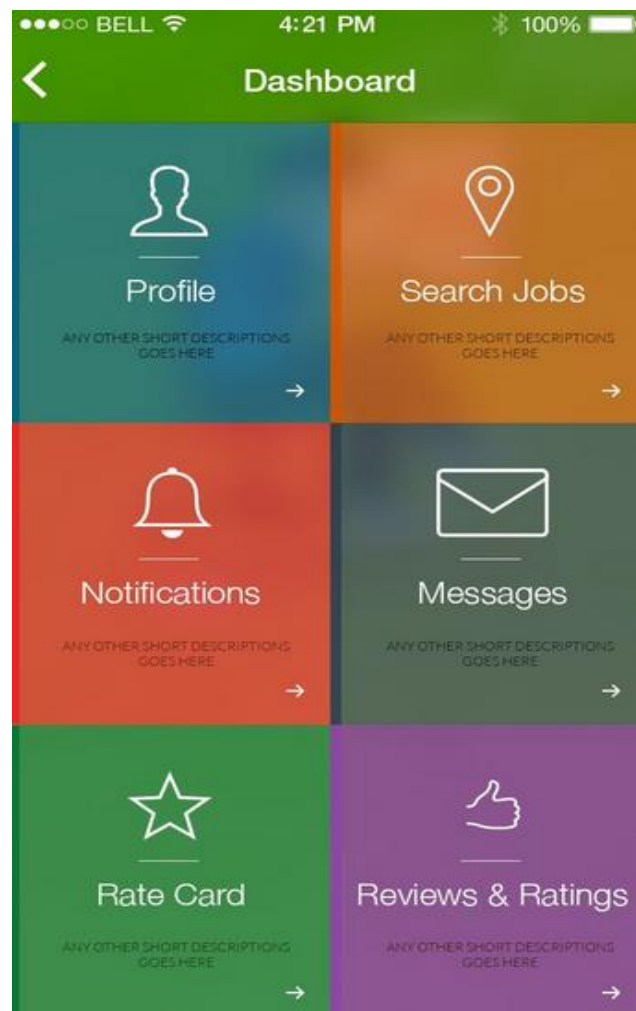 BELL 4:21 PM 100%
Dashboard
Profile
ANY OTHER SHORT DESCRIPTIONS
GOES HERE
Search Jobs
ANY OTHER SHORT DESCRIPTIONS
GOES HERE
Notifications
ANY OTHER SHORT DESCRIPTIONS
GOES HERE
Messages
ANY OTHER SHORT DESCRIPTIONS
GOES HERE
Rate Card
ANY OTHER SHORT DESCRIPTIONS
GOES HERE
Reviews & Ratings
ANY OTHER SHORT DESCRIPTIONS
GOES HERE